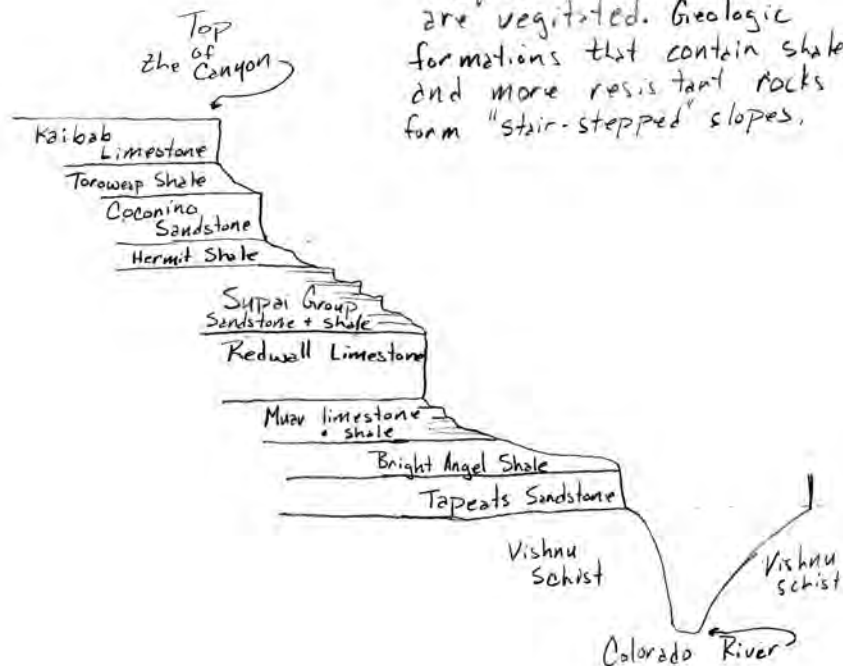 are vegitated. Geologic
formations that contain shale
and more resistant rocks
form "stair-stepped" slopes.
Top
of
the Canyon
Kaibab
Limestone
Toroweap Shale
Coconino
Sandstone
Hermit Shale
Supai Group
Sandstone + shale
Redwall Limestone
Muav limestone
+ shale
Bright Angel Shale
Tapeats Sandstone
Vishnu
Schist
Vishnu
Schist
Colorado River